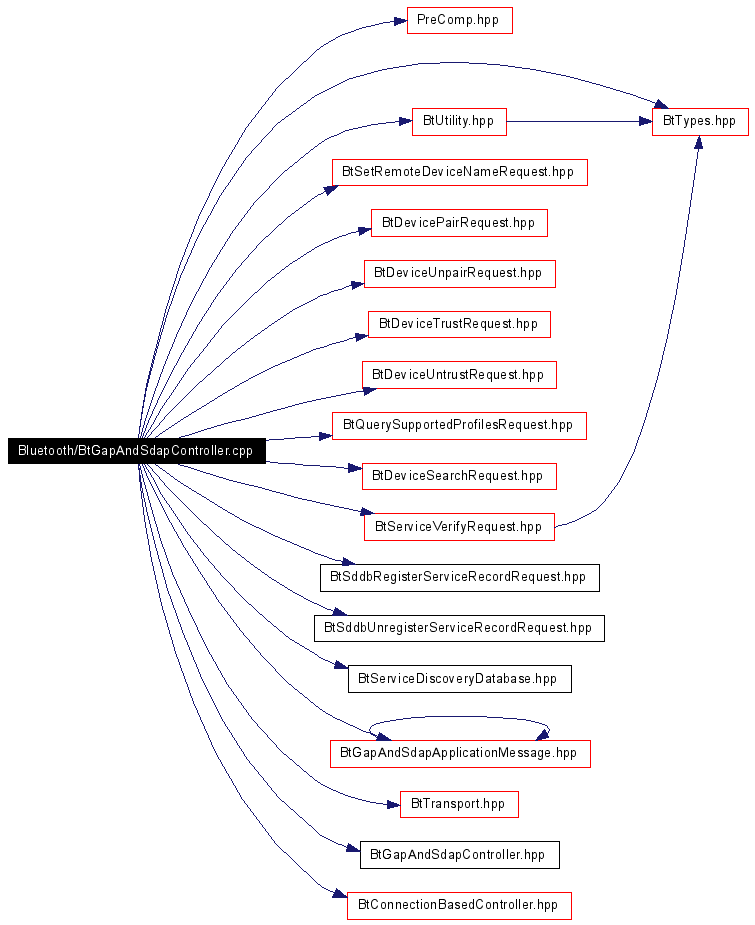 PreComp.hpp
BtUtility.hpp
BtTypes.hpp
BtSetRemoteDeviceNameRequest.hpp
BtDevicePairRequest.hpp
BtDeviceUnpairRequest.hpp
BtDeviceTrustRequest.hpp
BtDeviceUntrustRequest.hpp
BtQuerySupportedProfilesRequest.hpp
Bluetooth/BtGapAndSdapController.cpp
BtDeviceSearchRequest.hpp
BtServiceVerifyRequest.hpp
BtSddbRegisterServiceRecordRequest.hpp
BtSddbUnregisterServiceRecordRequest.hpp
BtServiceDiscoveryDatabase.hpp
BtGapAndSdapApplicationMessage.hpp
BtTransport.hpp
BtGapAndSdapController.hpp
BtConnectionBasedController.hpp